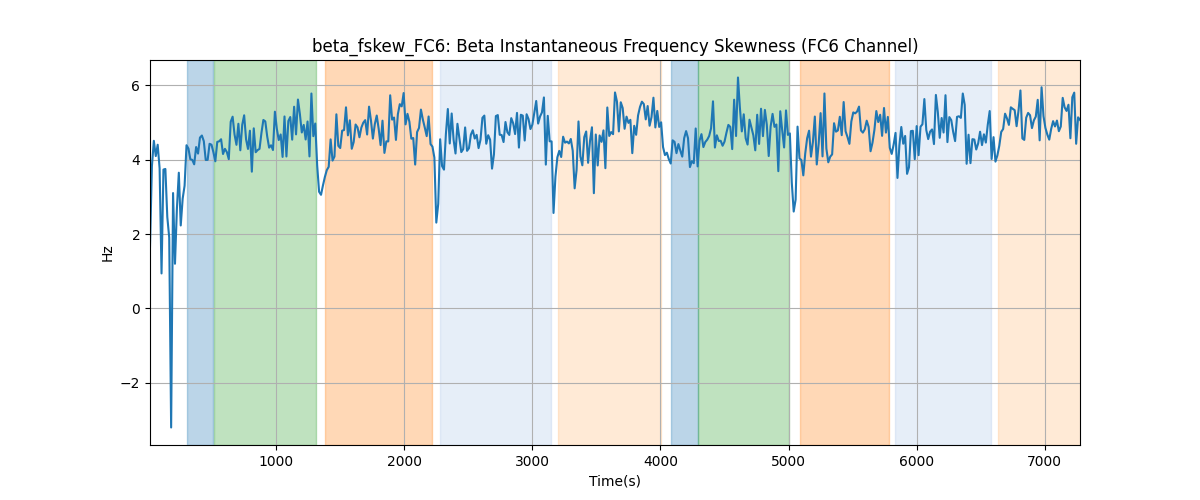 beta_fskew_FC6: Beta Instantaneous Frequency Skewness (FC6 Channel)
6
4
2
0
−2
Hz
1000 2000 3000 4000 5000 6000 7000
Time(s)